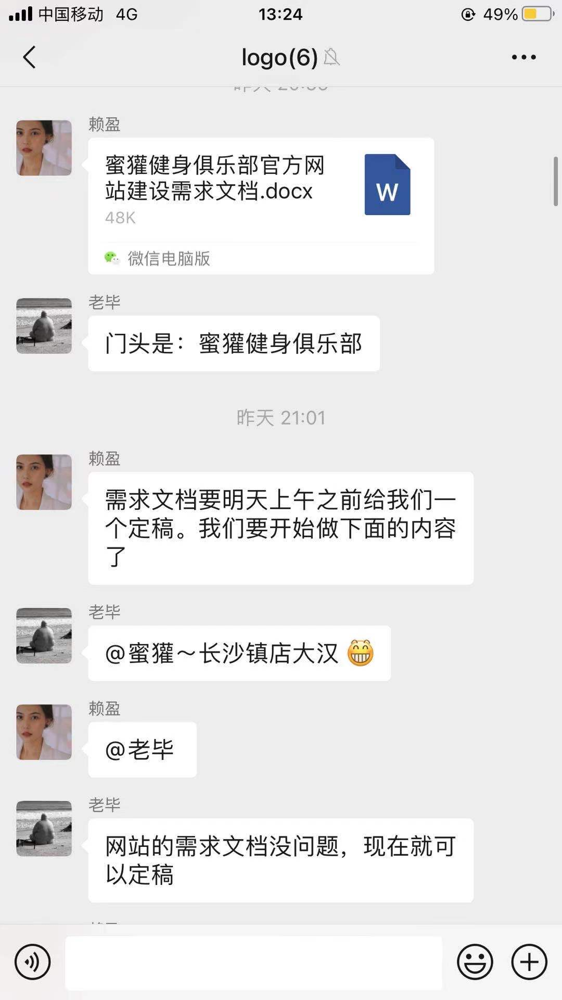 中国移动 4G 13:24 49%
logo(6)
赖盈
蜜獾健身俱乐部官方网
站建设需求文档.docx
48K
W
微信电脑版
老毕
门头是：蜜獾健身俱乐部
昨天 21:01
赖盈
需求文档要明天上午之前给我们一
个定稿。我们要开始做下面的内容
了
老毕
@蜜獾～长沙镇店大汉 😁
赖盈
@老毕
老毕
网站的需求文档没问题，现在就可
以定稿